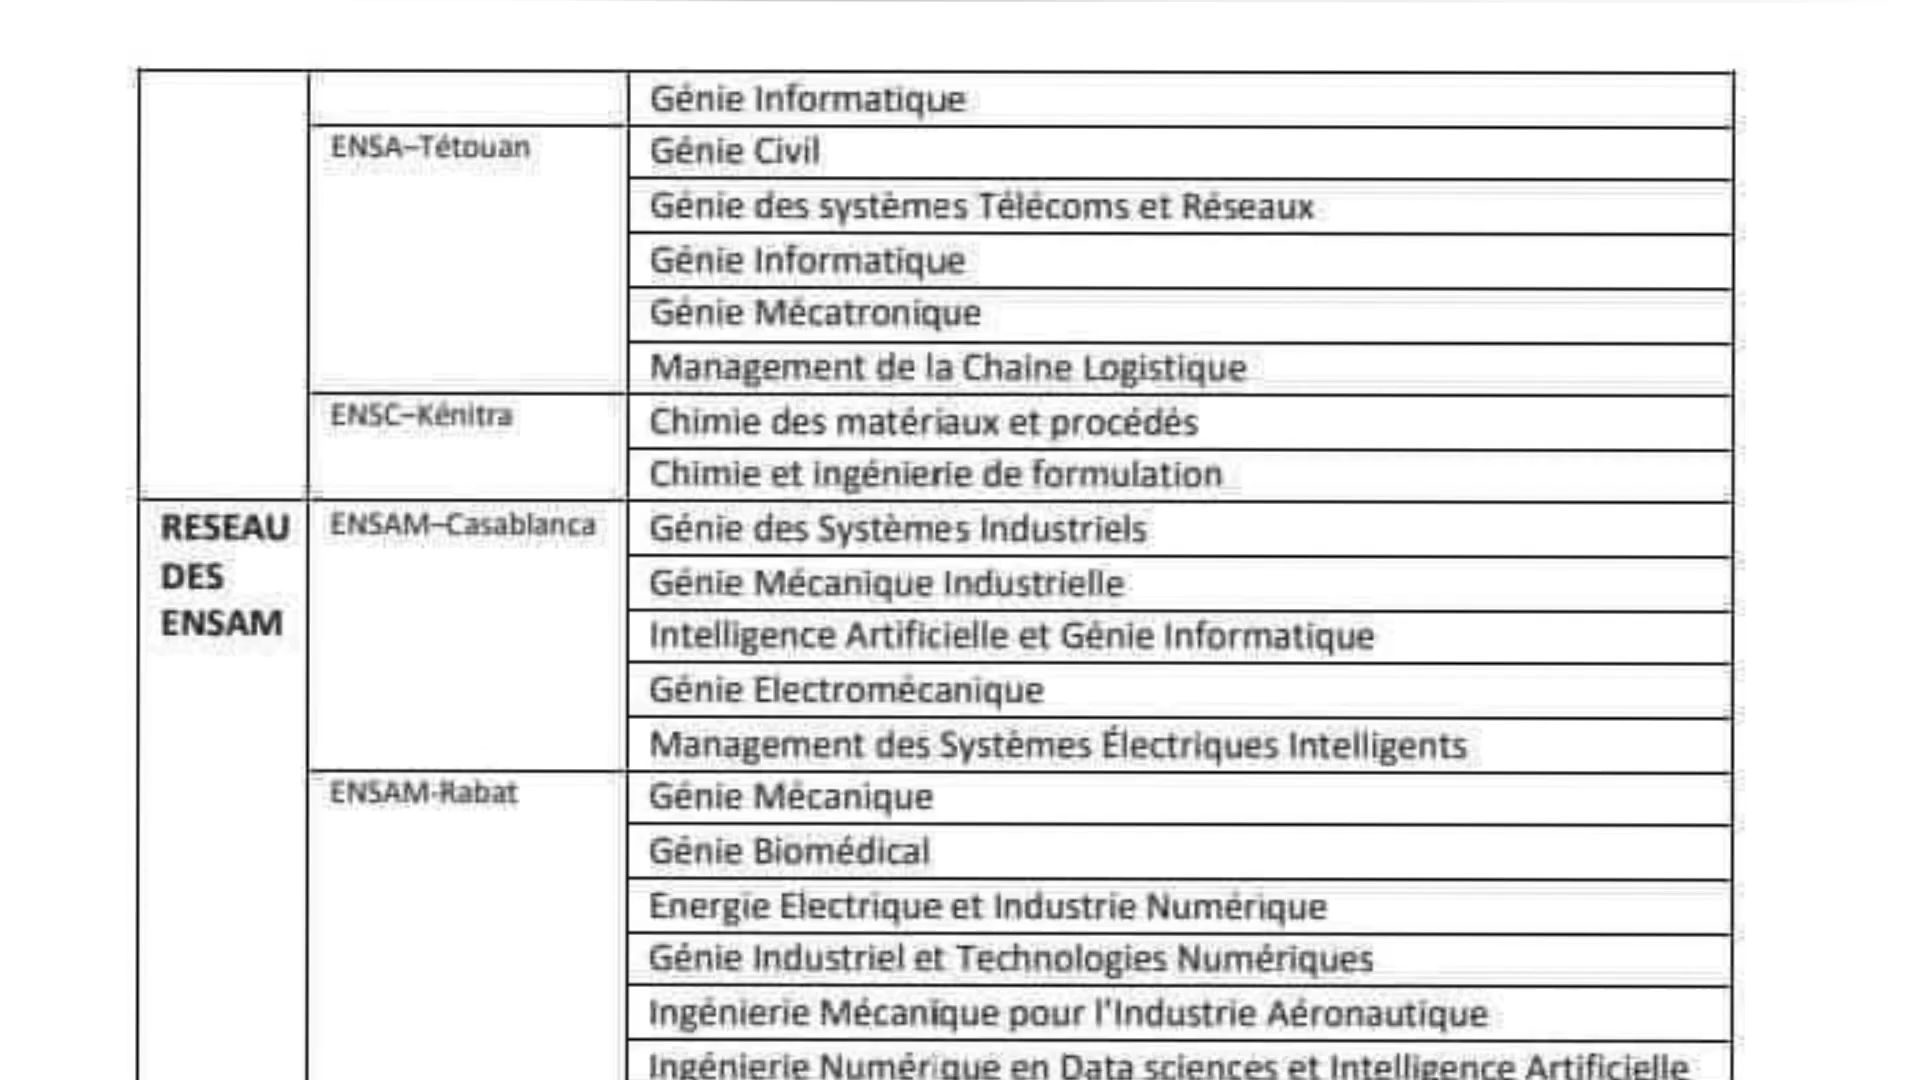 Génie Informatique
ENSA–Tétouan
Génie Civil
Génie des systèmes Télécoms et Réseaux
Génie Informatique
Génie Mécatronique
Management de la Chaine Logistique
ENSC–Kénitra
Chimie des matériaux et procédés
Chimie et ingénierie de formulation
RESEAU
DES
ENSAM
ENSAM–Casablanca
Génie des Systèmes Industriels
Génie Mécanique Industrielle
Intelligence Artificielle et Génie Informatique
Génie Electromécanique
Management des Systèmes Électriques Intelligents
ENSAM-Rabat
Génie Mécanique
Génie Biomédical
Energie Electrique et Industrie Numérique
Génie Industriel et Technologies Numériques
Ingénierie Mécanique pour l'Industrie Aéronautique
Ingénierie Numérique en Data sciences et Intelligence Artificielle